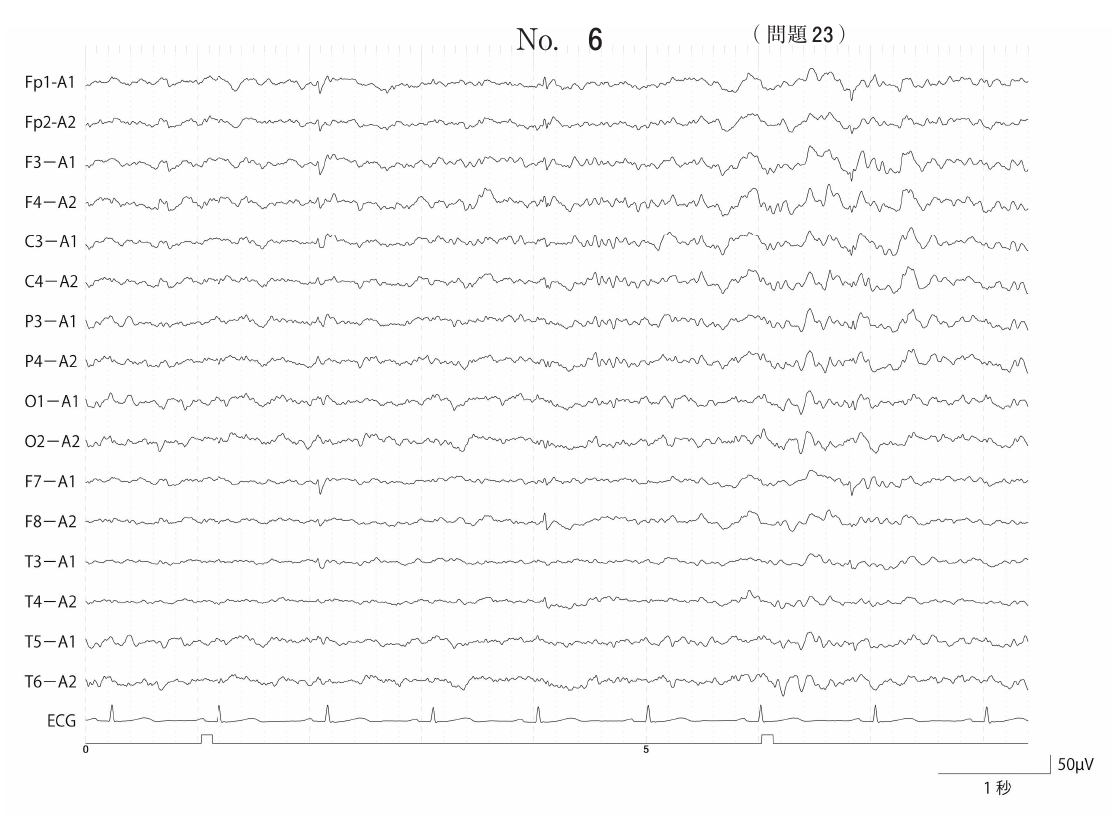 No. 6
（問題23）
Fp1-A1
Fp2-A2
F3－A1
F4－A2
C3－A1
C4－A2
P3－A1
P4－A2
O1－A1
O2－A2
F7－A1
F8－A2
T3－A1
T4－A2
T5－A1
T6－A2
ECG
0 5
50μV
1 秒